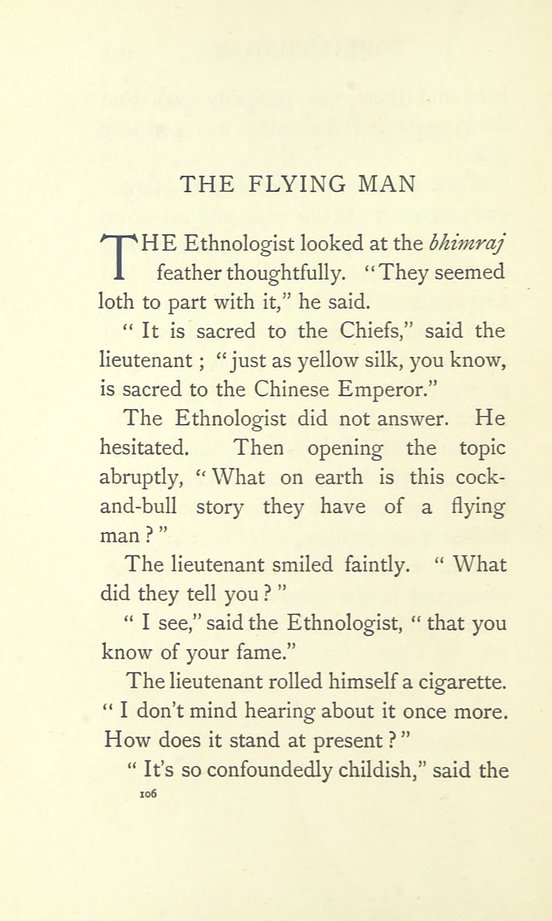 THE FLYING MAN
THE Ethnologist looked at the bhimraj
feather thoughtfully. "They seemed
loth to part with it," he said.
" It is sacred to the Chiefs," said the
lieutenant ; "just as yellow silk, you know,
is sacred to the Chinese Emperor."
The Ethnologist did not answer. He
hesitated. Then opening the topic
abruptly, "What on earth is this cock-
and-bull story they have of a flying
man ? "
The lieutenant smiled faintly. " What
did they tell you ? "
" I see," said the Ethnologist, " that you
know of your fame."
The lieutenant rolled himself a cigarette.
" I don't mind hearing about it once more.
How does it stand at present ? "
" It's so confoundedly childish," said the
106